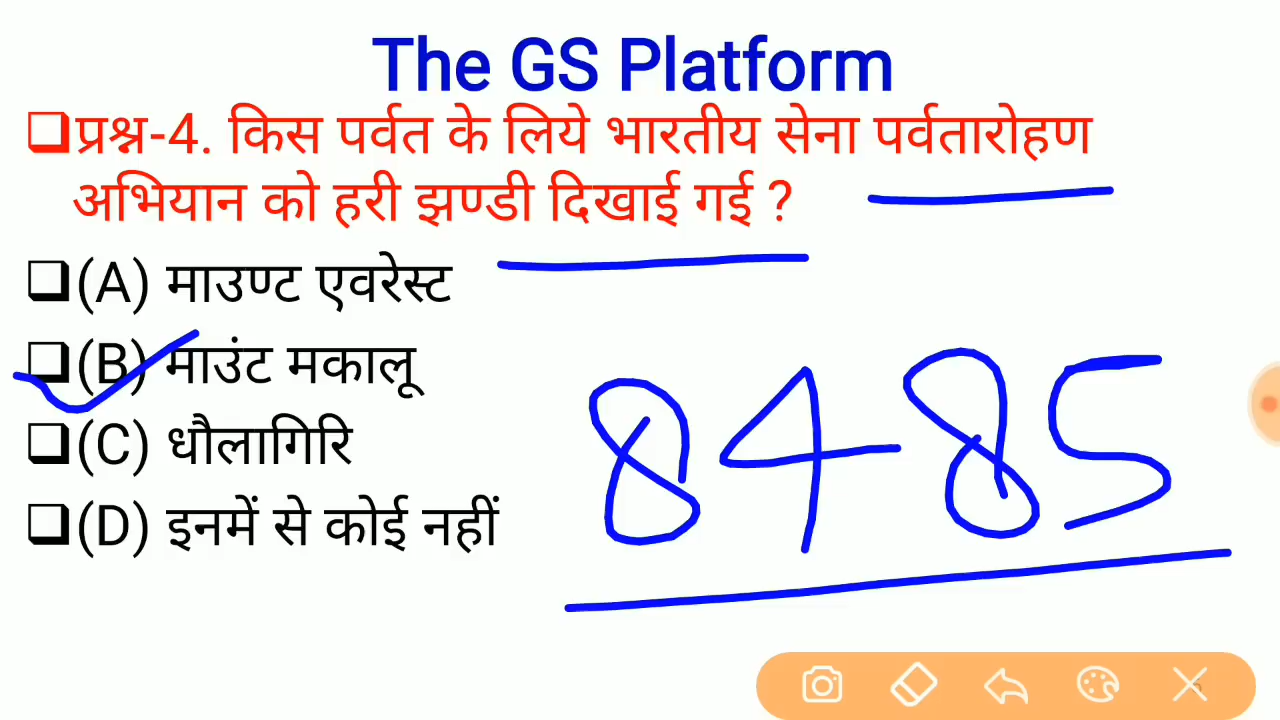 The GS Platform
प्रश्न-4. किस पर्वत के लिये भारतीय सेना पर्वतारोहण
अभियान को हरी झण्डी दिखाई गई ?
(A) माउण्ट एवरेस्ट
(B) माउंट मकालू
(C) धौलागिरि
(D) इनमें से कोई नहीं
8485